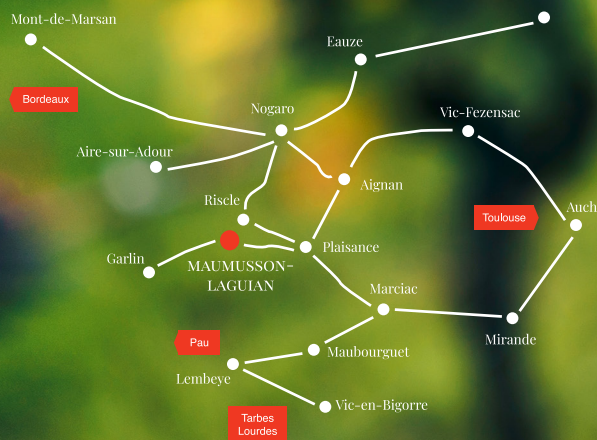 Mont-de-Marsan
Eauze
Bordeaux
Nogaro
Vic-Fezensac
Aire-sur-Adour
Aignan
Riscle
Auch
Toulouse
Plaisance
Garlin
MAUMUSSON-
LAGUIAN
Marciac
Mirande
Pau
Maubourguet
Lembeye
Vic-en-Bigorre
Tarbes
Lourdes